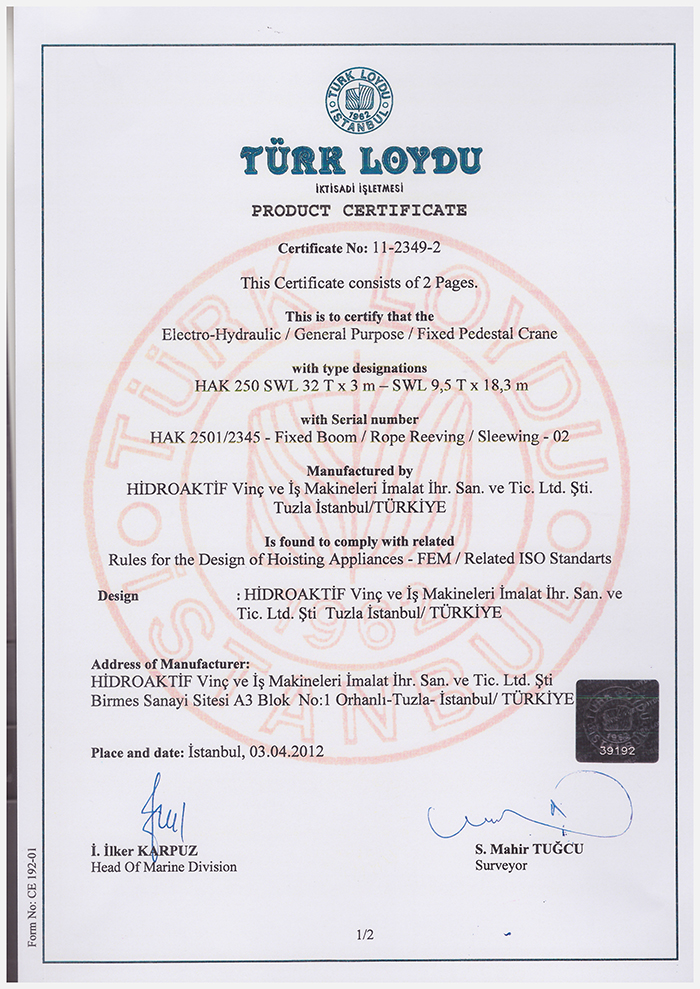 TÜRK LOYDU
1962
İSTANBUL
TÜRK LOYDU
İKTİSADİ İŞLETMESİ
PRODUCT CERTIFICATE
Certificate No: 11-2349-2
This Certificate consists of 2 Pages.
This is to certify that the
Electro-Hydraulic / General Purpose / Fixed Pedestal Crane
with type designations
HAK 250 SWL 32 T x 3 m – SWL 9,5 T x 18,3 m
with Serial number
HAK 2501/2345 - Fixed Boom / Rope Reeving / Sleewing - 02
Manufactured by
HİDROAKTİF Vinç ve İş Makineleri İmalat İhr. San. ve Tic. Ltd. Şti.
Tuzla İstanbul/TÜRKİYE
Is found to comply with related
Rules for the Design of Hoisting Appliances - FEM / Related ISO Standarts
Design : HİDROAKTİF Vinç ve İş Makineleri İmalat İhr. San. ve
Tic. Ltd. Şti Tuzla İstanbul/ TÜRKİYE
Address of Manufacturer:
HİDROAKTİF Vinç ve İş Makineleri İmalat İhr. San. ve Tic. Ltd. Şti
Birmes Sanayi Sitesi A3 Blok No:1 Orhanlı-Tuzla- İstanbul/ TÜRKİYE
39192
Place and date: İstanbul, 03.04.2012
İ. İlker KARPUZ
Head Of Marine Division
S. Mahir TUĞCU
Surveyor
Form No: CE 192-01
1/2
TÜRK LOYDU
1962
İSTANBUL